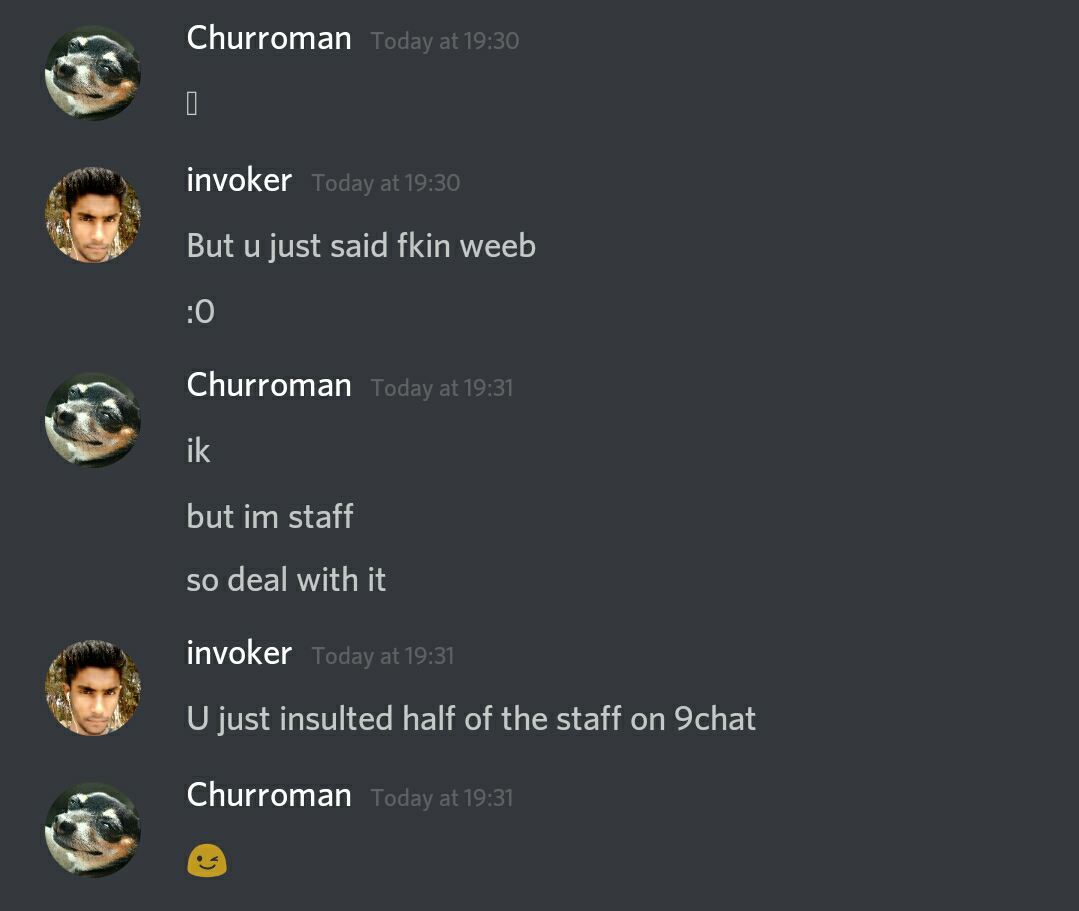 Churroman Today at 19:30
invoker Today at 19:30
But u just said fkin weeb
:O
Churroman Today at 19:31
ik
but im staff
so deal with it
invoker Today at 19:31
U just insulted half of the staff on 9chat
Churroman Today at 19:31
😉